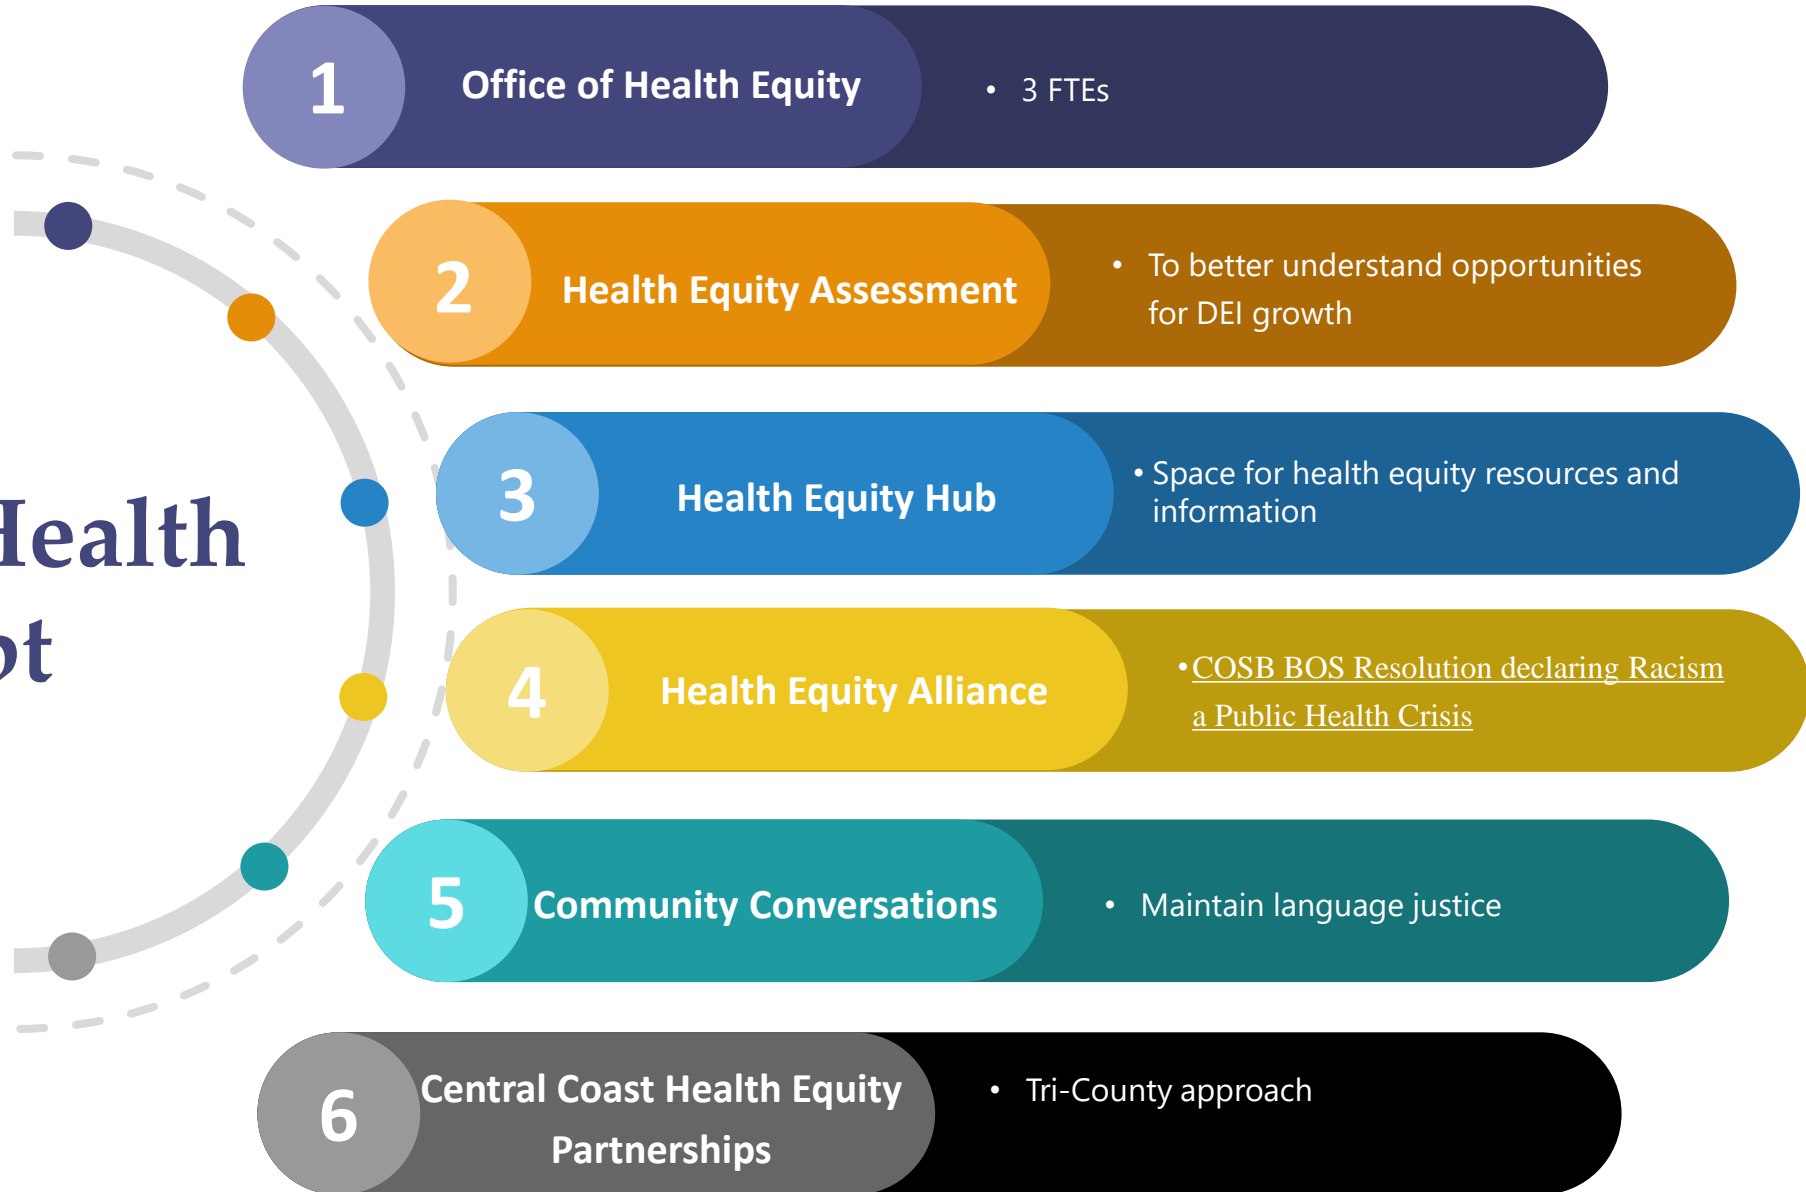 1
Office of Health Equity
• 3 FTEs
2
Health Equity Assessment
• To better understand opportunities
for DEI growth
Health
3
Health Equity Hub
• Space for health equity resources and
information
4
Health Equity Alliance
• COSB BOS Resolution declaring Racism
a Public Health Crisis
5
Community Conversations
• Maintain language justice
6
Central Coast Health Equity
Partnerships
• Tri-County approach